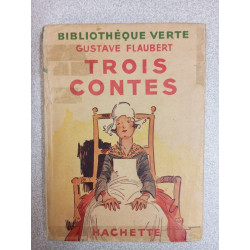 BIBLIOTHÈQUE VERTE
GUSTAVE FLAUBERT
TROIS
CONTES
HACHETTE